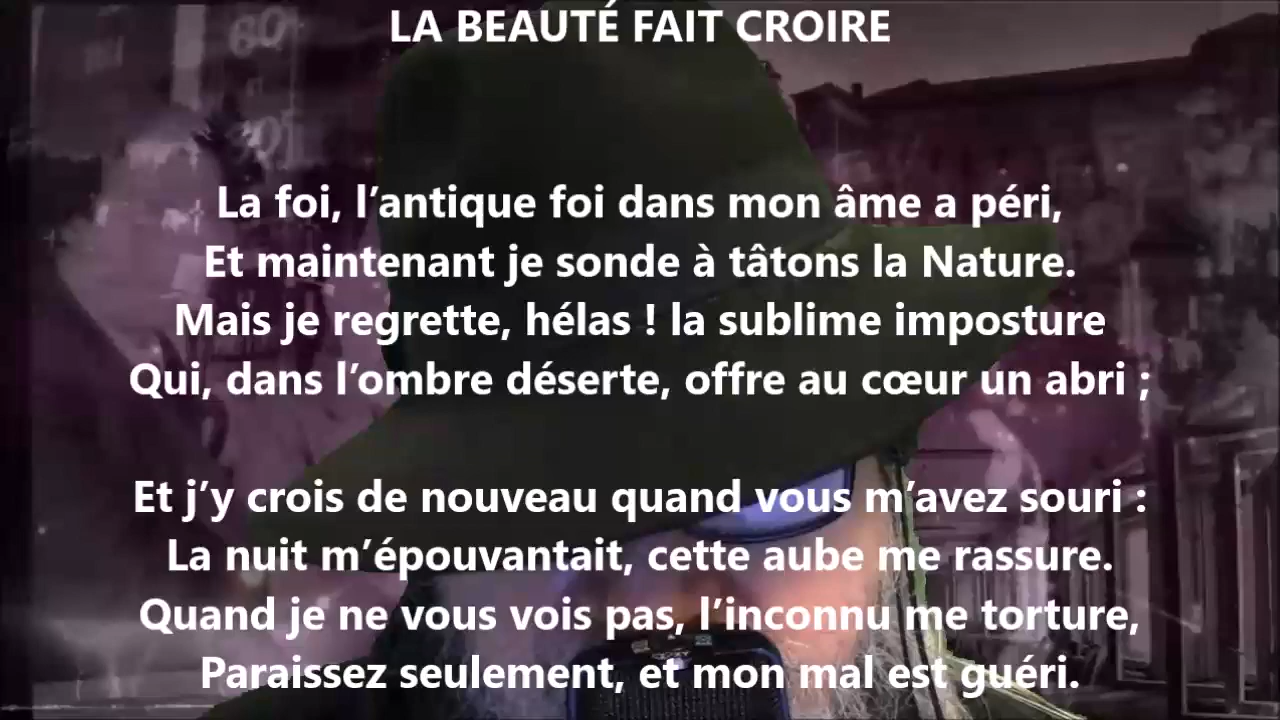 LA BEAUTÉ FAIT CROIRE
La foi, l’antique foi dans mon âme a péri,
Et maintenant je sonde à tâtons la Nature.
Mais je regrette, hélas ! la sublime imposture
Qui, dans l’ombre déserte, offre au cœur un abri ;
Et j’y crois de nouveau quand vous m’avez souri :
La nuit m’épouvantait, cette aube me rassure.
Quand je ne vous vois pas, l’inconnu me torture,
Paraissez seulement, et mon mal est guéri.